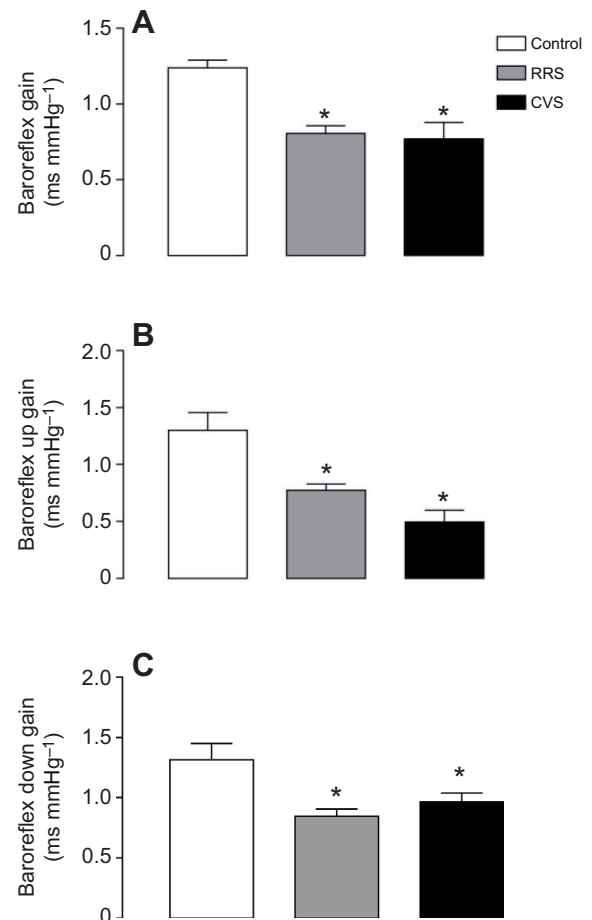 A
1.5
1.0
0.5
0
Baroreflex gain
(ms mmHg⁻¹)
*
*
Control
RRS
CVS
B
2.0
1.5
1.0
0.5
0
Baroreflex up gain
(ms mmHg⁻¹)
*
*
C
2.0
1.5
1.0
0.5
0
Baroreflex down gain
(ms mmHg⁻¹)
*
*